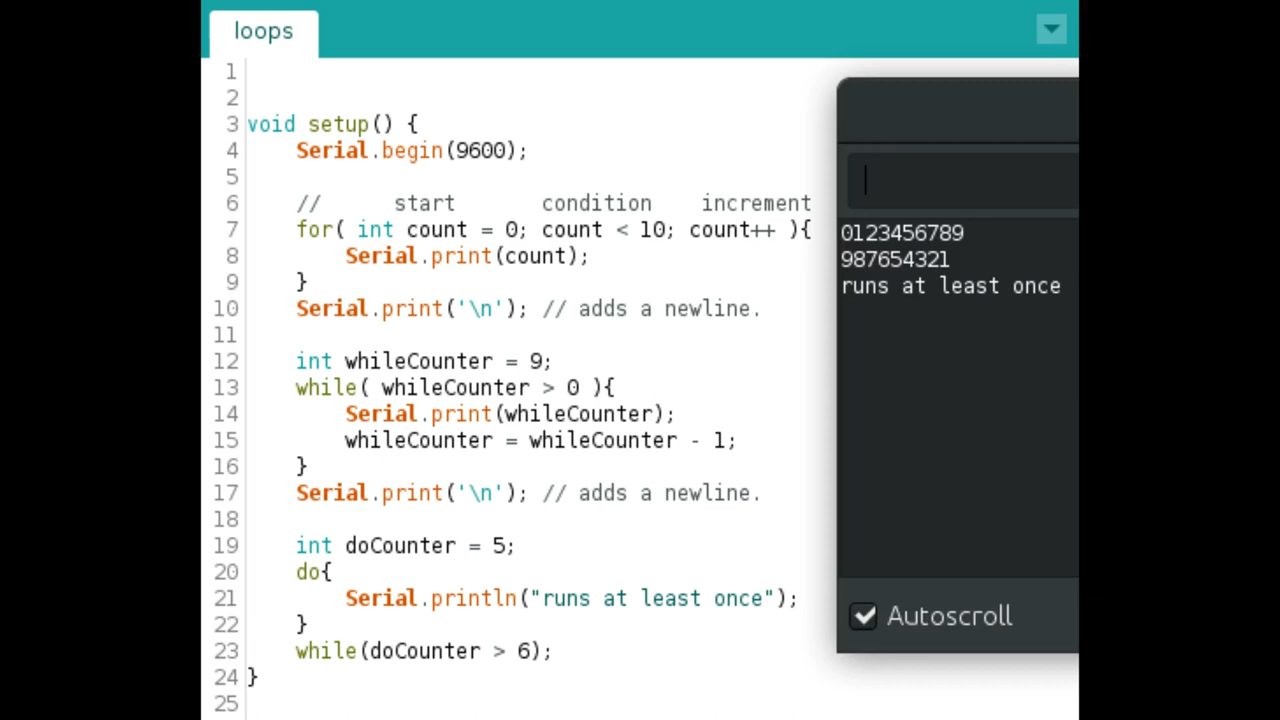 loops
1
2
3 void setup() {
4     Serial.begin(9600);
5
6     //      start       condition    increment
7     for( int count = 0; count < 10; count++ ){
8         Serial.print(count);
9     }
10     Serial.print('\n'); // adds a newline.
11
12     int whileCounter = 9;
13     while( whileCounter > 0 ){
14         Serial.print(whileCounter);
15         whileCounter = whileCounter - 1;
16     }
17     Serial.print('\n'); // adds a newline.
18
19     int doCounter = 5;
20     do{
21         Serial.println("runs at least once");
22     }
23     while(doCounter > 6);
24 }
25
0123456789
987654321
runs at least once
Autoscroll